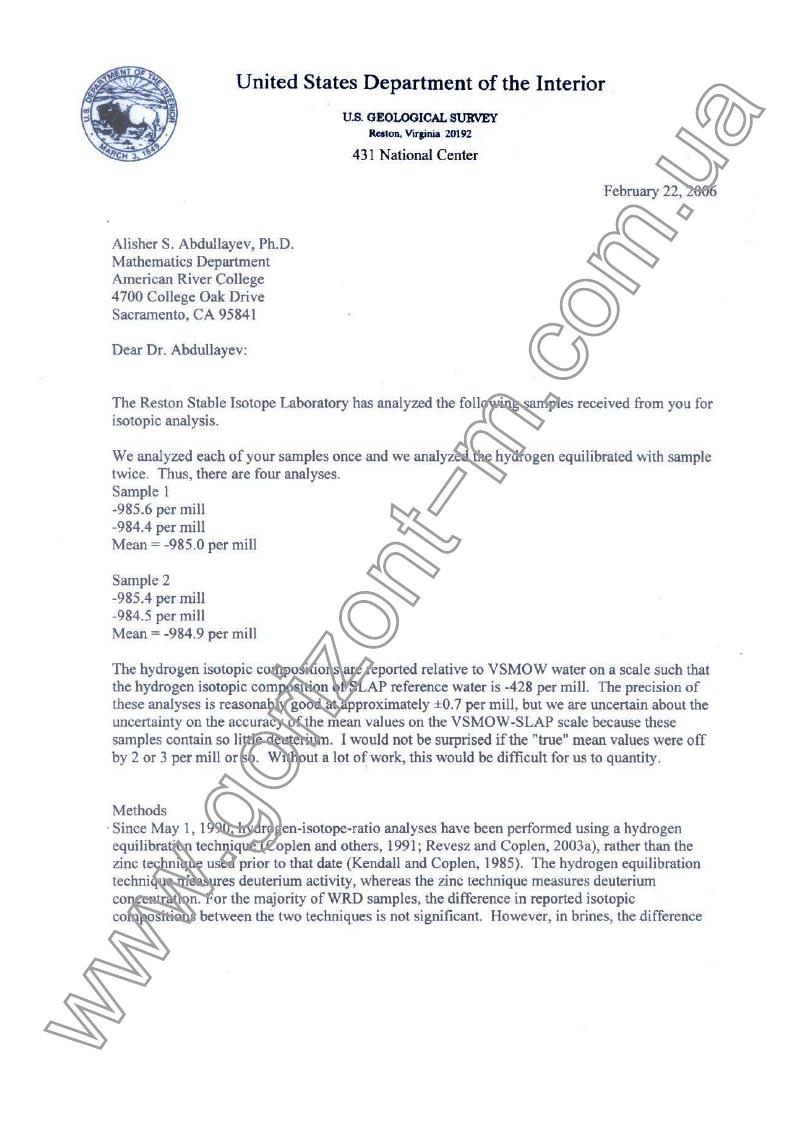 U.S. DEPARTMENT OF THE INTERIOR
MARCH 3, 1849
United States Department of the Interior
U.S. GEOLOGICAL SURVEY
Reston, Virginia 20192
431 National Center
February 22, 2006
Alisher S. Abdullayev, Ph.D.
Mathematics Department
American River College
4700 College Oak Drive
Sacramento, CA 95841
Dear Dr. Abdullayev:
The Reston Stable Isotope Laboratory has analyzed the following samples received from you for
isotopic analysis.
We analyzed each of your samples once and we analyzed the hydrogen equilibrated with sample
twice. Thus, there are four analyses.
Sample 1
-985.6 per mill
-984.4 per mill
Mean = -985.0 per mill
Sample 2
-985.4 per mill
-984.5 per mill
Mean = -984.9 per mill
The hydrogen isotopic compositions are reported relative to VSMOW water on a scale such that
the hydrogen isotopic composition of SLAP reference water is -428 per mill. The precision of
these analyses is reasonably good at approximately ±0.7 per mill, but we are uncertain about the
uncertainty on the accuracy of the mean values on the VSMOW-SLAP scale because these
samples contain so little deuterium. I would not be surprised if the "true" mean values were off
by 2 or 3 per mill or so. Without a lot of work, this would be difficult for us to quantity.
Methods
Since May 1, 1990, hydrogen-isotope-ratio analyses have been performed using a hydrogen
equilibration technique (Coplen and others, 1991; Revesz and Coplen, 2003a), rather than the
zinc technique used prior to that date (Kendall and Coplen, 1985). The hydrogen equilibration
technique measures deuterium activity, whereas the zinc technique measures deuterium
concentration. For the majority of WRD samples, the difference in reported isotopic
compositions between the two techniques is not significant. However, in brines, the difference
www.gorizont-m.com.ua